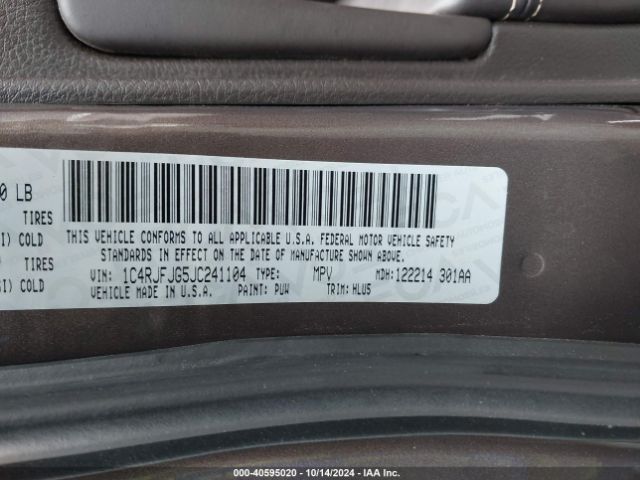 0 LB
TIRES
I) COLD
TIRES
I) COLD
THIS VEHICLE CONFORMS TO ALL APPLICABLE U.S.A. FEDERAL MOTOR VEHICLE SAFETY
STANDARDS IN EFFECT ON THE DATE OF MANUFACTURE SHOWN ABOVE.
VIN: 1C4RJFJG5JC241104 TYPE: MPV MDH:122214 301AA
VEHICLE MADE IN U.S.A. PAINT: PUW TRIM: HLU5
000-40595020 | 10/14/2024 | IAA Inc.